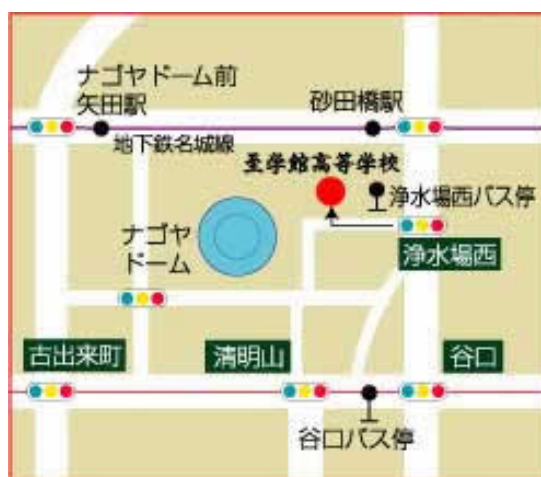 ナゴヤドーム前
矢田駅
砂田橋駅
地下鉄名城線
至学館高等学校
浄水場西バス停
ナゴヤ
ドーム
浄水場西
古出来町
清明山
谷口
谷口バス停